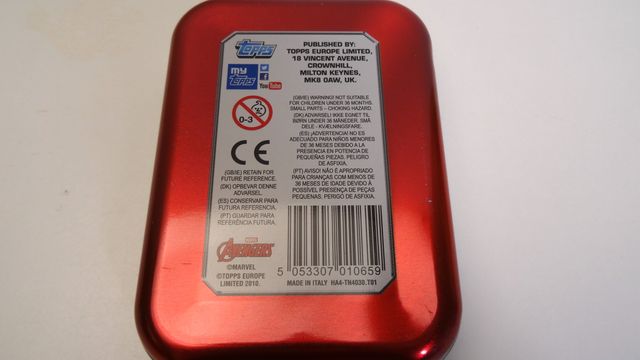 Topps
PUBLISHED BY:
TOPPS EUROPE LIMITED,
18 VINCENT AVENUE,
CROWNHILL,
MILTON KEYNES,
MK8 0AW, UK.
MY
Topps
You Tube
0-3
(GB/IE) WARNING! NOT SUITABLE
FOR CHILDREN UNDER 36 MONTHS.
SMALL PARTS - CHOKING HAZARD.
(DK) ADVARSEL! IKKE EGNET TIL
BØRN UNDER 36 MÅNEDER. SMÅ
DELE - KVÆLNINGSFARE.
(ES) ¡ADVERTENCIA! NO ES
ADECUADO PARA NIÑOS MENORES
DE 36 MESES DEBIDO A LA
PRESENCIA EN POTENCIA DE
PEQUEÑAS PIEZAS. PELIGRO
DE ASFIXIA.
(PT) AVISO! NÃO É APROPRIADO
PARA CRIANÇAS COM MENOS DE
36 MESES DE IDADE DEVIDO À
POSSÍVEL PRESENÇA DE PEÇAS
PEQUENAS. PERIGO DE ASFIXIA.
CE
(GB/IE) RETAIN FOR
FUTURE REFERENCE.
(DK) OPBEVAR DENNE
ADVARSEL.
(ES) CONSERVAR PARA
FUTURA REFERENCIA.
(PT) GUARDAR PARA
REFERÊNCIA FUTURA.
MARVEL
AVENGERS
©MARVEL
©TOPPS EUROPE
LIMITED 2010.
5 053307 010659
MADE IN ITALY HA4-TN4030.T01